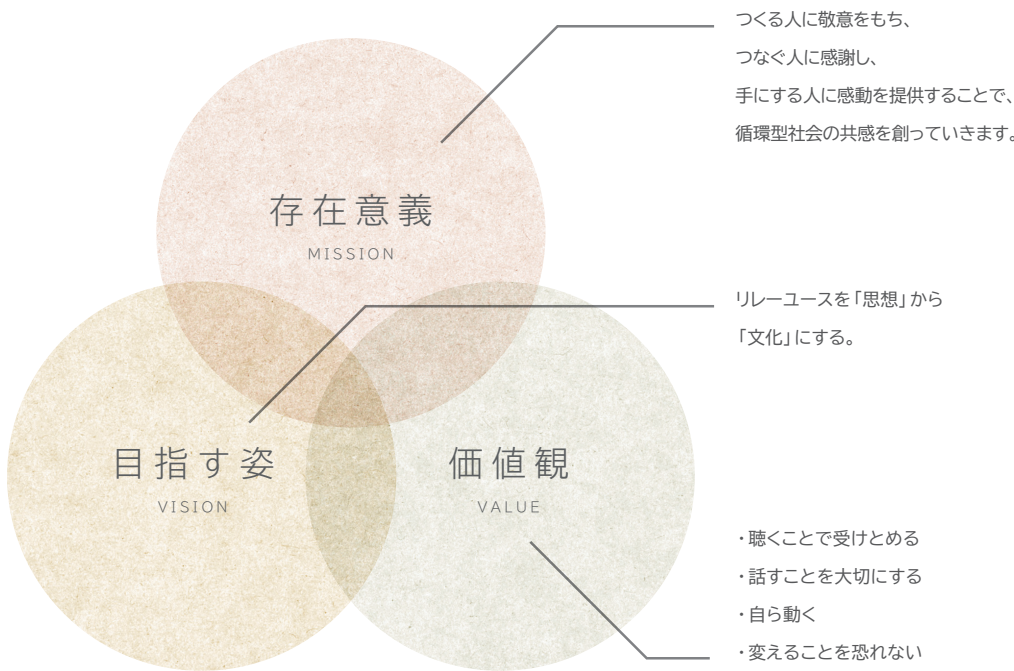 つくる人に敬意をもち、
つなぐ人に感謝し、
手にする人に感動を提供することで、
循環型社会の共感を創っていきます。
存在意義
MISSION
リレーユースを「思想」から
「文化」にする。
目指す姿
VISION
価値観
VALUE
・聴くことで受けとめる
・話すことを大切にする
・自ら動く
・変えることを恐れない